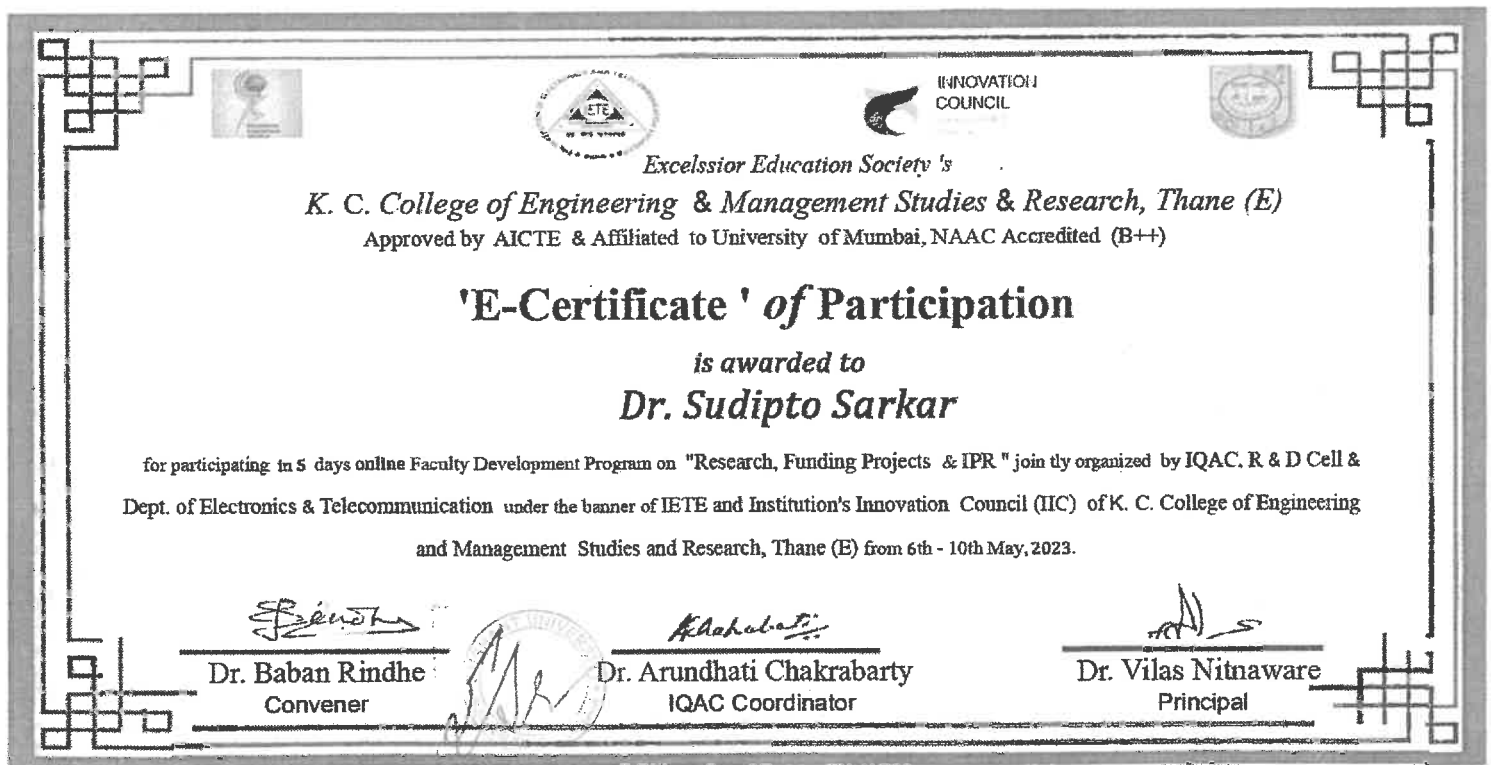 IETE
INNOVATION
COUNCIL
Excelssior Education Society 's
K. C. College of Engineering & Management Studies & Research, Thane (E)
Approved by AICTE & Affiliated to University of Mumbai, NAAC Accredited (B++)
'E-Certificate ' of Participation
is awarded to
Dr. Sudipto Sarkar
for participating in 5 days online Faculty Development Program on "Research, Funding Projects & IPR " join tly organized by IQAC, R & D Cell &
Dept. of Electronics & Telecommunication under the banner of IETE and Institution's Innovation Council (IIC) of K. C. College of Engineering
and Management Studies and Research, Thane (E) from 6th - 10th May, 2023.
Dr. Baban Rindhe
Convener
Dr. Arundhati Chakrabarty
IQAC Coordinator
Dr. Vilas Nitnaware
Principal